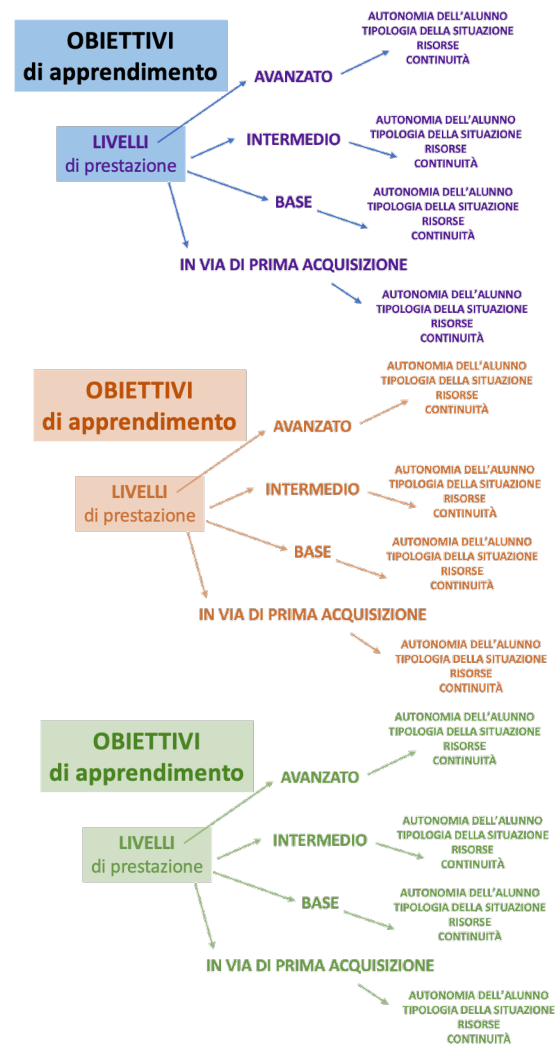 OBIETTIVI
di apprendimento
LIVELLI
di prestazione
AVANZATO
AUTONOMIA DELL'ALUNNO
TIPOLOGIA DELLA SITUAZIONE
RISORSE
CONTINUITÀ
INTERMEDIO
AUTONOMIA DELL'ALUNNO
TIPOLOGIA DELLA SITUAZIONE
RISORSE
CONTINUITÀ
BASE
AUTONOMIA DELL'ALUNNO
TIPOLOGIA DELLA SITUAZIONE
RISORSE
CONTINUITÀ
IN VIA DI PRIMA ACQUISIZIONE
AUTONOMIA DELL'ALUNNO
TIPOLOGIA DELLA SITUAZIONE
RISORSE
CONTINUITÀ
OBIETTIVI
di apprendimento
LIVELLI
di prestazione
AVANZATO
AUTONOMIA DELL'ALUNNO
TIPOLOGIA DELLA SITUAZIONE
RISORSE
CONTINUITÀ
INTERMEDIO
AUTONOMIA DELL'ALUNNO
TIPOLOGIA DELLA SITUAZIONE
RISORSE
CONTINUITÀ
BASE
AUTONOMIA DELL'ALUNNO
TIPOLOGIA DELLA SITUAZIONE
RISORSE
CONTINUITÀ
IN VIA DI PRIMA ACQUISIZIONE
AUTONOMIA DELL'ALUNNO
TIPOLOGIA DELLA SITUAZIONE
RISORSE
CONTINUITÀ
OBIETTIVI
di apprendimento
LIVELLI
di prestazione
AVANZATO
AUTONOMIA DELL'ALUNNO
TIPOLOGIA DELLA SITUAZIONE
RISORSE
CONTINUITÀ
INTERMEDIO
AUTONOMIA DELL'ALUNNO
TIPOLOGIA DELLA SITUAZIONE
RISORSE
CONTINUITÀ
BASE
AUTONOMIA DELL'ALUNNO
TIPOLOGIA DELLA SITUAZIONE
RISORSE
CONTINUITÀ
IN VIA DI PRIMA ACQUISIZIONE
AUTONOMIA DELL'ALUNNO
TIPOLOGIA DELLA SITUAZIONE
RISORSE
CONTINUITÀ